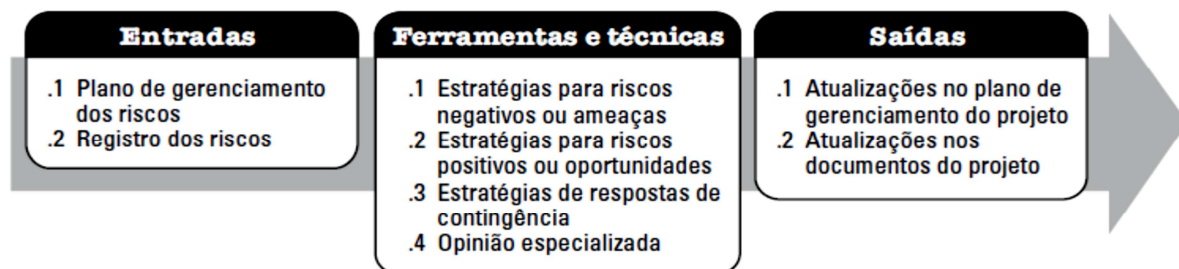 Entradas
.1 Plano de gerenciamento
dos riscos
.2 Registro dos riscos
Ferramentas e técnicas
.1 Estratégias para riscos
negativos ou ameaças
.2 Estratégias para riscos
positivos ou oportunidades
.3 Estratégias de respostas de
contingência
.4 Opinião especializada
Saídas
.1 Atualizações no plano de
gerenciamento do projeto
.2 Atualizações nos
documentos do projeto